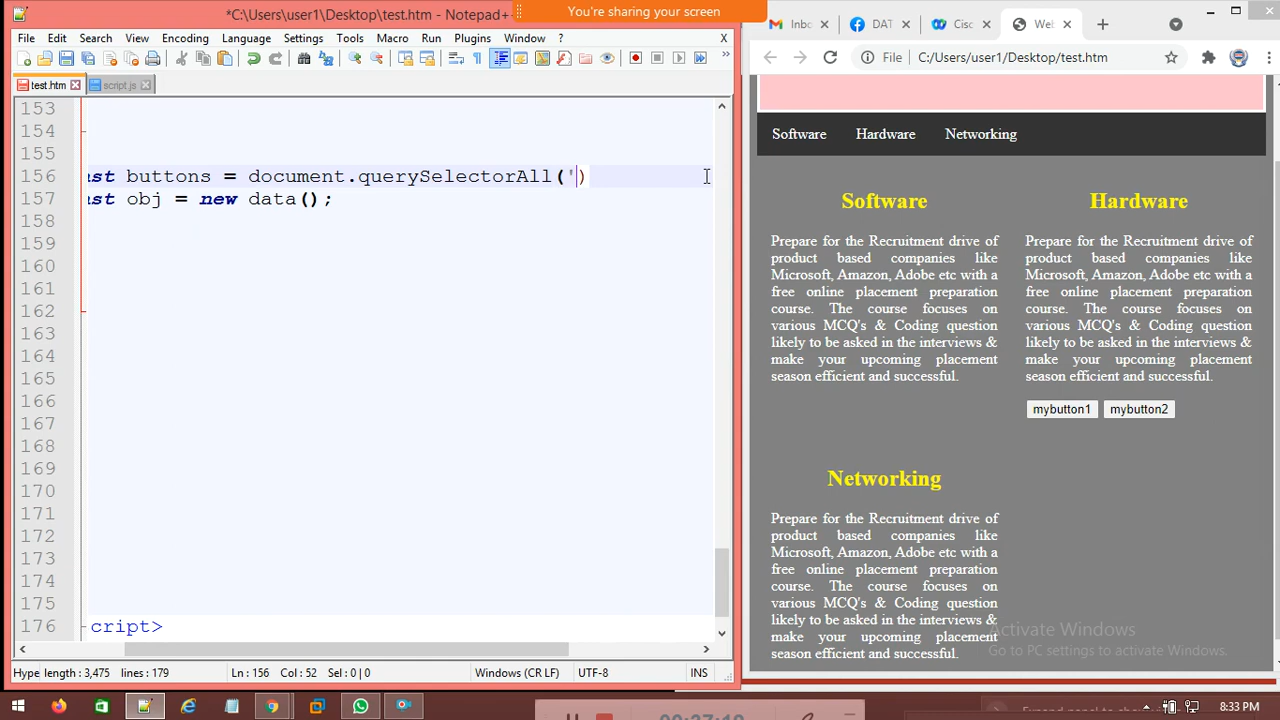 *C:\Users\user1\Desktop\test.htm - Notepad+
You're sharing your screen
File Edit Search View Encoding Language Settings Tools Macro Run Plugins Window ? X
test.htm script.js
153
154
155
156 nst buttons = document.querySelectorAll(')
157 nst obj = new data();
158
159
160
161
162
163
164
165
166
167
168
169
170
171
172
173
174
175
176 cript>
Hype length : 3,475 lines : 179 Ln : 156 Col : 52 Sel : 0 | 0 Windows (CR LF) UTF-8 INS
Inbo DAT Cisc Wel
File C:/Users/user1/Desktop/test.htm
Software Hardware Networking
Software
Prepare for the Recruitment drive of
product based companies like
Microsoft, Amazon, Adobe etc with a
free online placement preparation
course. The course focuses on
various MCQ's & Coding question
likely to be asked in the interviews &
make your upcoming placement
season efficient and successful.
Hardware
Prepare for the Recruitment drive of
product based companies like
Microsoft, Amazon, Adobe etc with a
free online placement preparation
course. The course focuses on
various MCQ's & Coding question
likely to be asked in the interviews &
make your upcoming placement
season efficient and successful.
mybutton1 mybutton2
Networking
Prepare for the Recruitment drive of
product based companies like
Microsoft, Amazon, Adobe etc with a
free online placement preparation
course. The course focuses on
various MCQ's & Coding question
likely to be asked in the interviews &
make your upcoming placement
season efficient and successful.
Activate Windows
Go to PC settings to activate Windows.
8:33 PM